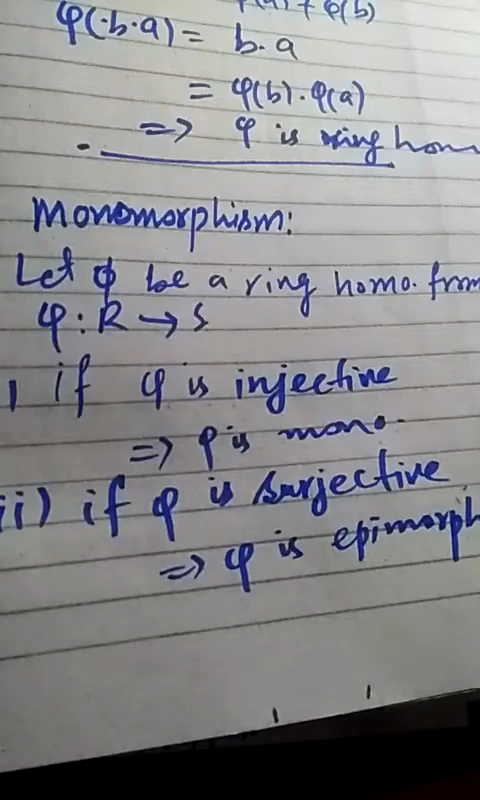 φ(a) + φ(b)
φ(·b·a) = b·a
= φ(b)·φ(a)
=> φ is ring hom
Monomorphism:
Let ϕ be a ring homo. from
φ : R → S
if φ is injective
=> φ is mono.
ii) if φ is surjective
=> φ is epimorph